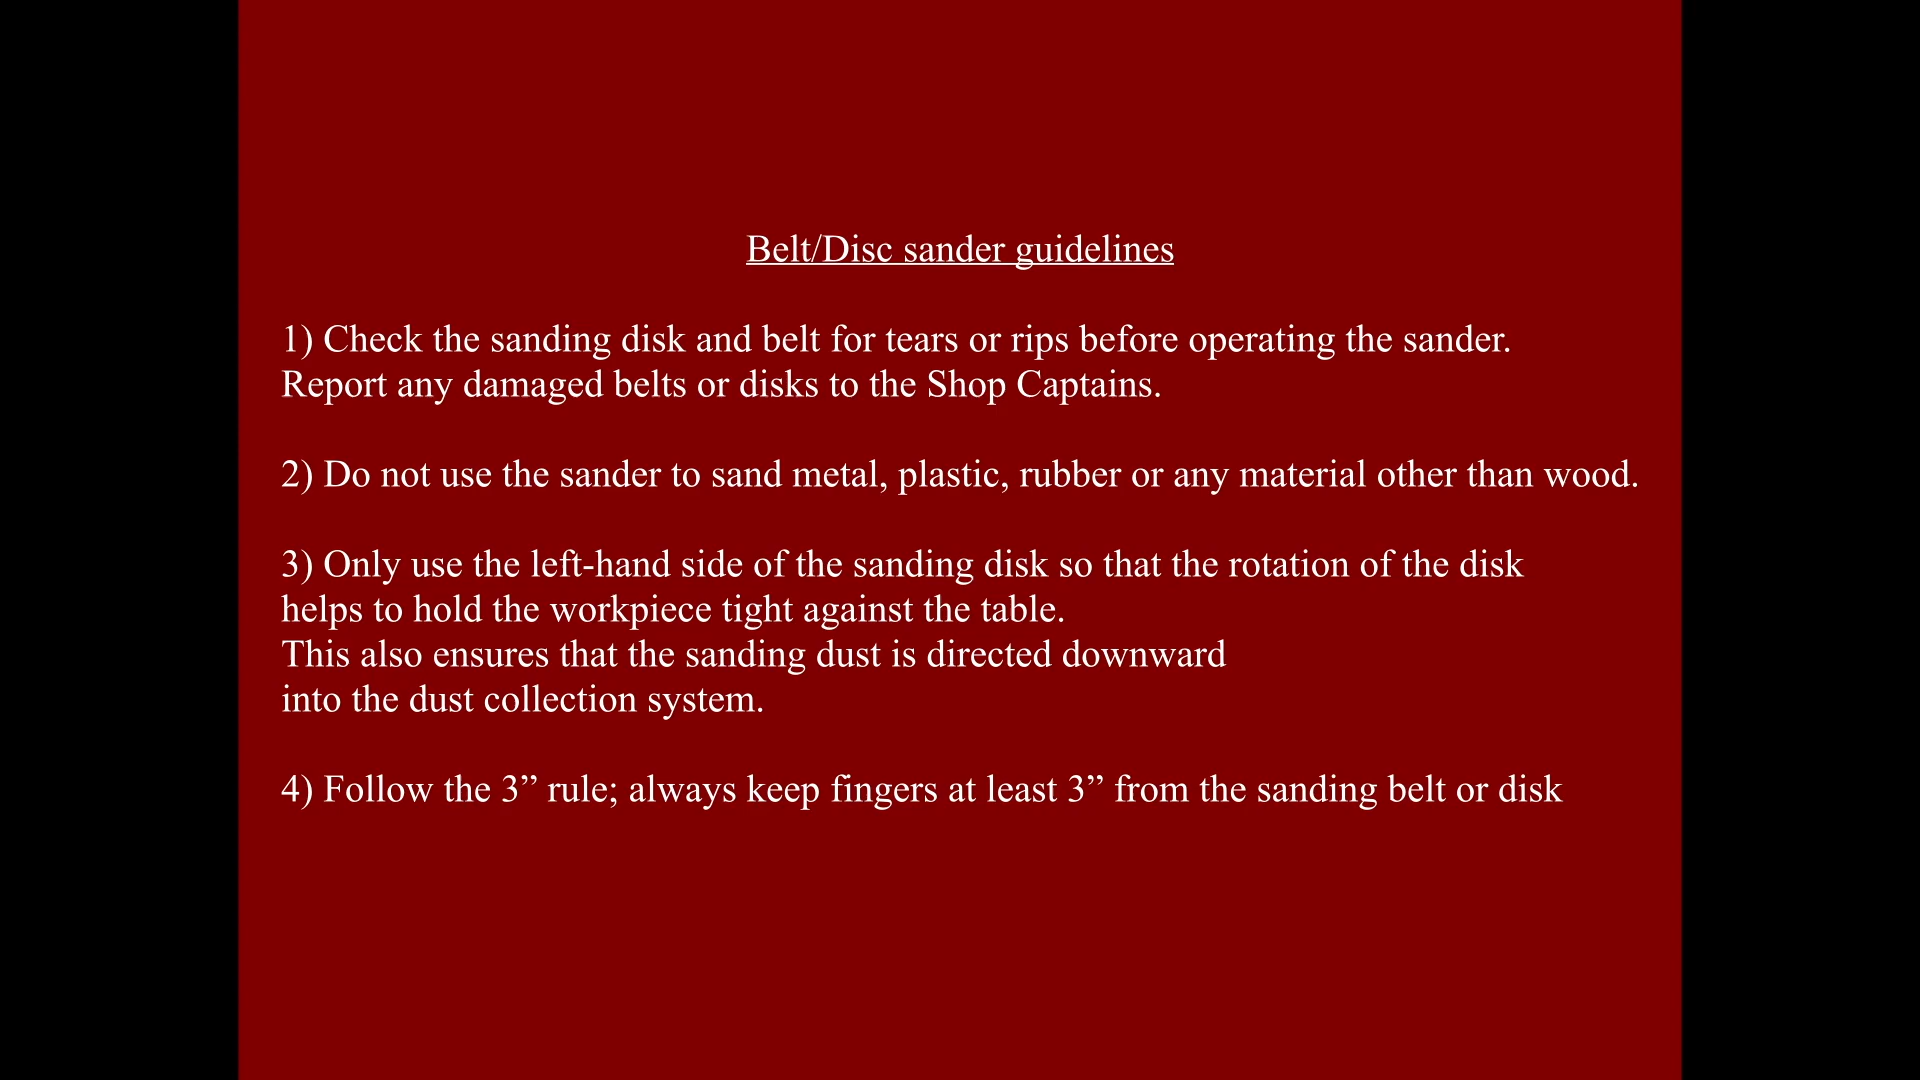 Belt/Disc sander guidelines
1) Check the sanding disk and belt for tears or rips before operating the sander.
Report any damaged belts or disks to the Shop Captains.
2) Do not use the sander to sand metal, plastic, rubber or any material other than wood.
3) Only use the left-hand side of the sanding disk so that the rotation of the disk
helps to hold the workpiece tight against the table.
This also ensures that the sanding dust is directed downward
into the dust collection system.
4) Follow the 3” rule; always keep fingers at least 3” from the sanding belt or disk